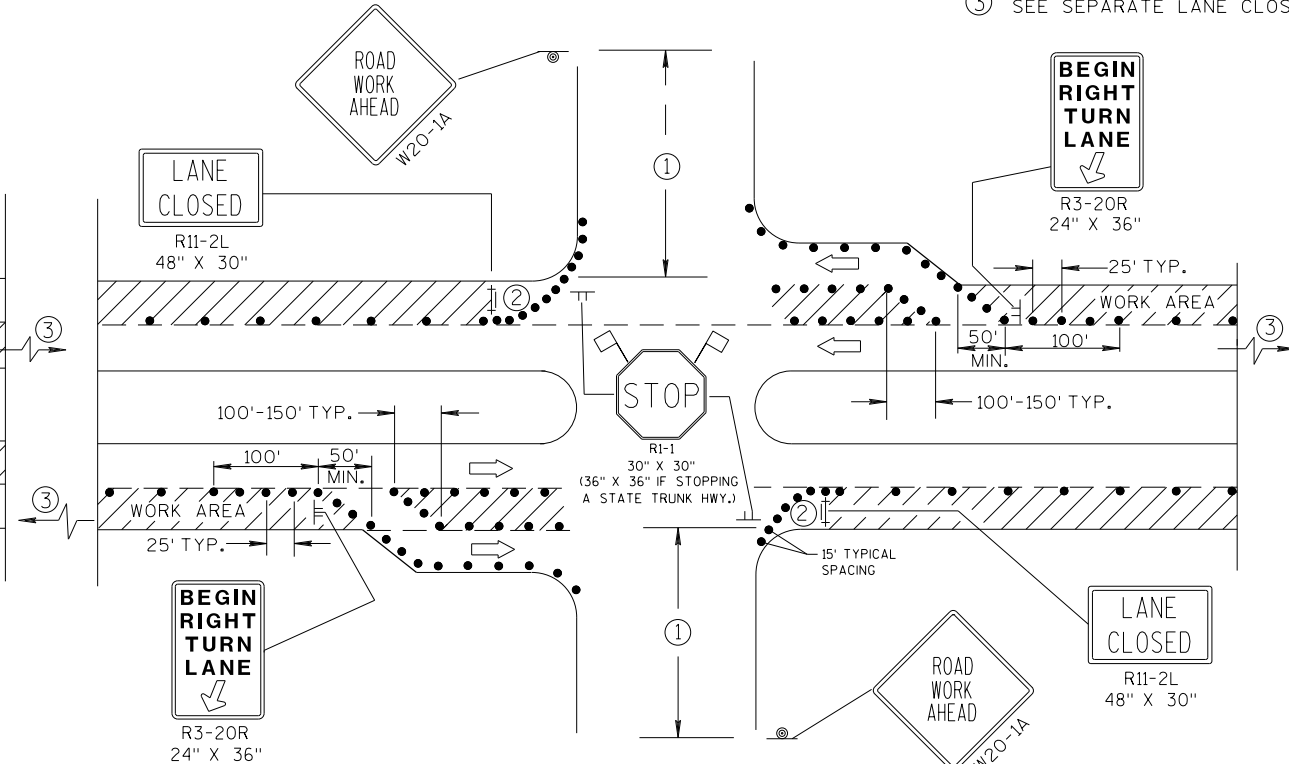 ③ SEE SEPARATE LANE CLOS
ROAD
WORK
AHEAD
W20-1A
BEGIN
RIGHT
TURN
LANE
R3-20R
24" X 36"
①
LANE
CLOSED
R11-2L
48" X 30"
②
25' TYP.
WORK AREA
③
③
50'
MIN.
100'
STOP
R1-1
30" X 30"
(36" X 36" IF STOPPING
A STATE TRUNK HWY.)
100'-150' TYP.
100'-150' TYP.
100'
50'
MIN.
③
WORK AREA
25' TYP.
②
15' TYPICAL
SPACING
BEGIN
RIGHT
TURN
LANE
R3-20R
24" X 36"
①
LANE
CLOSED
R11-2L
48" X 30"
ROAD
WORK
AHEAD
W20-1A